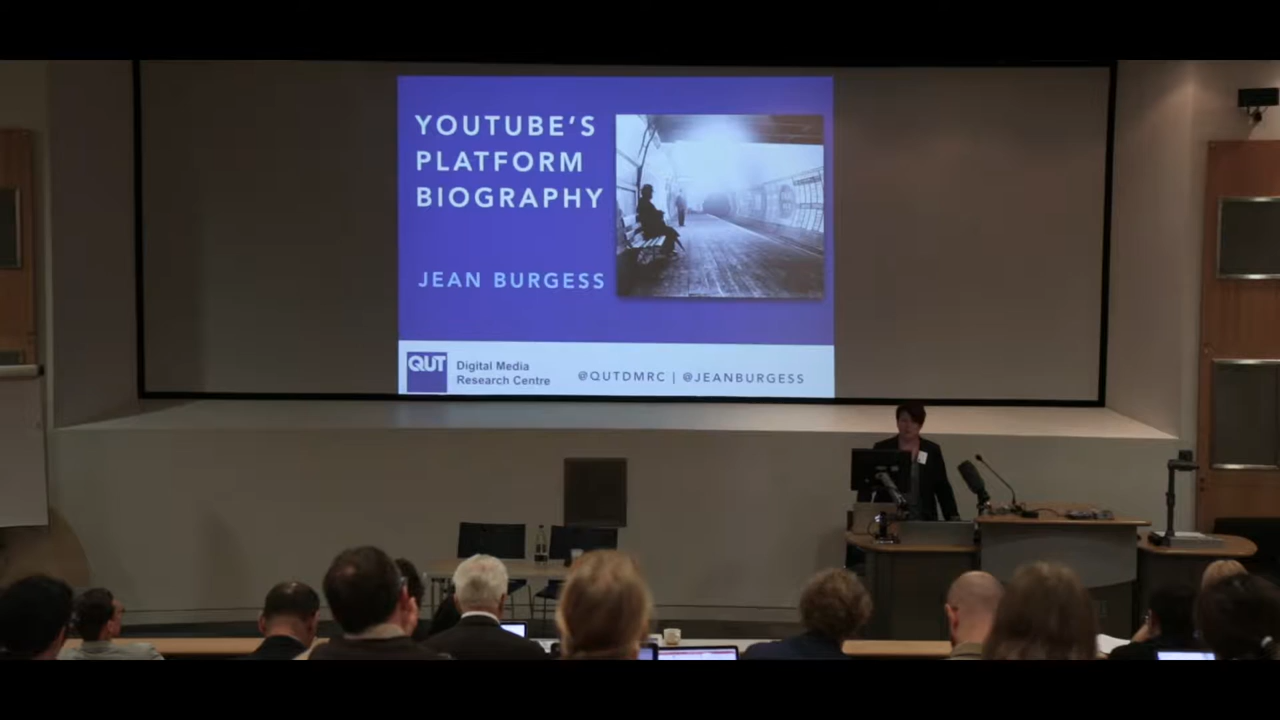 YOUTUBE'S
PLATFORM
BIOGRAPHY
JEAN BURGESS
QUT
Digital Media
Research Centre
@QUTDMRC | @JEANBURGESS